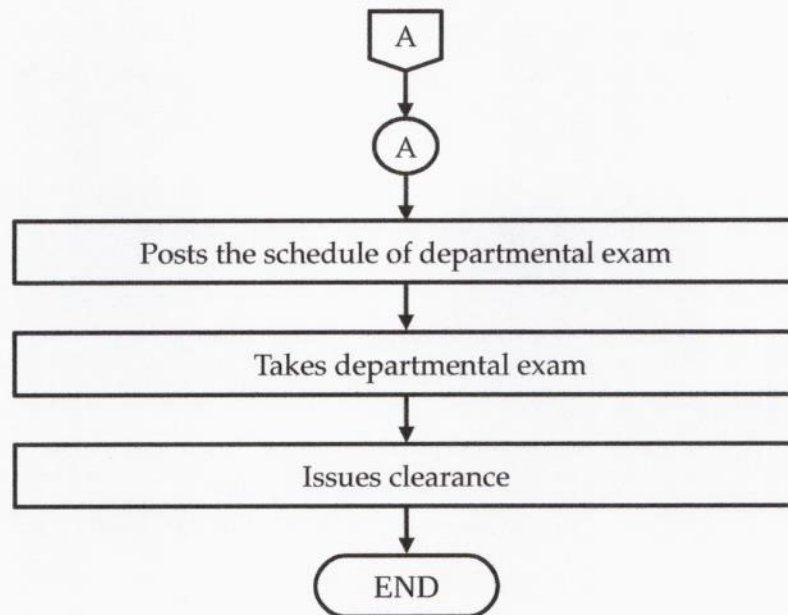 A
A
Posts the schedule of departmental exam
Takes departmental exam
Issues clearance
END